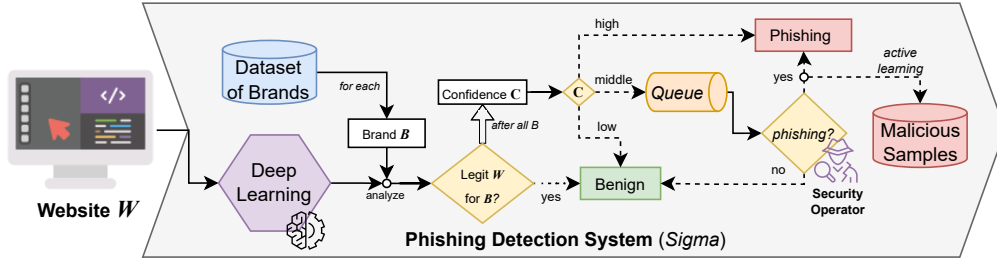 Website W
Dataset
of Brands
for each
Brand B
Deep
Learning
analyze
Legit W
for B?
yes
after all B
Confidence C
C
high
middle
low
Phishing
Queue
Benign
phishing?
yes
no
active
learning
Malicious
Samples
Security
Operator
Phishing Detection System (Sigma)